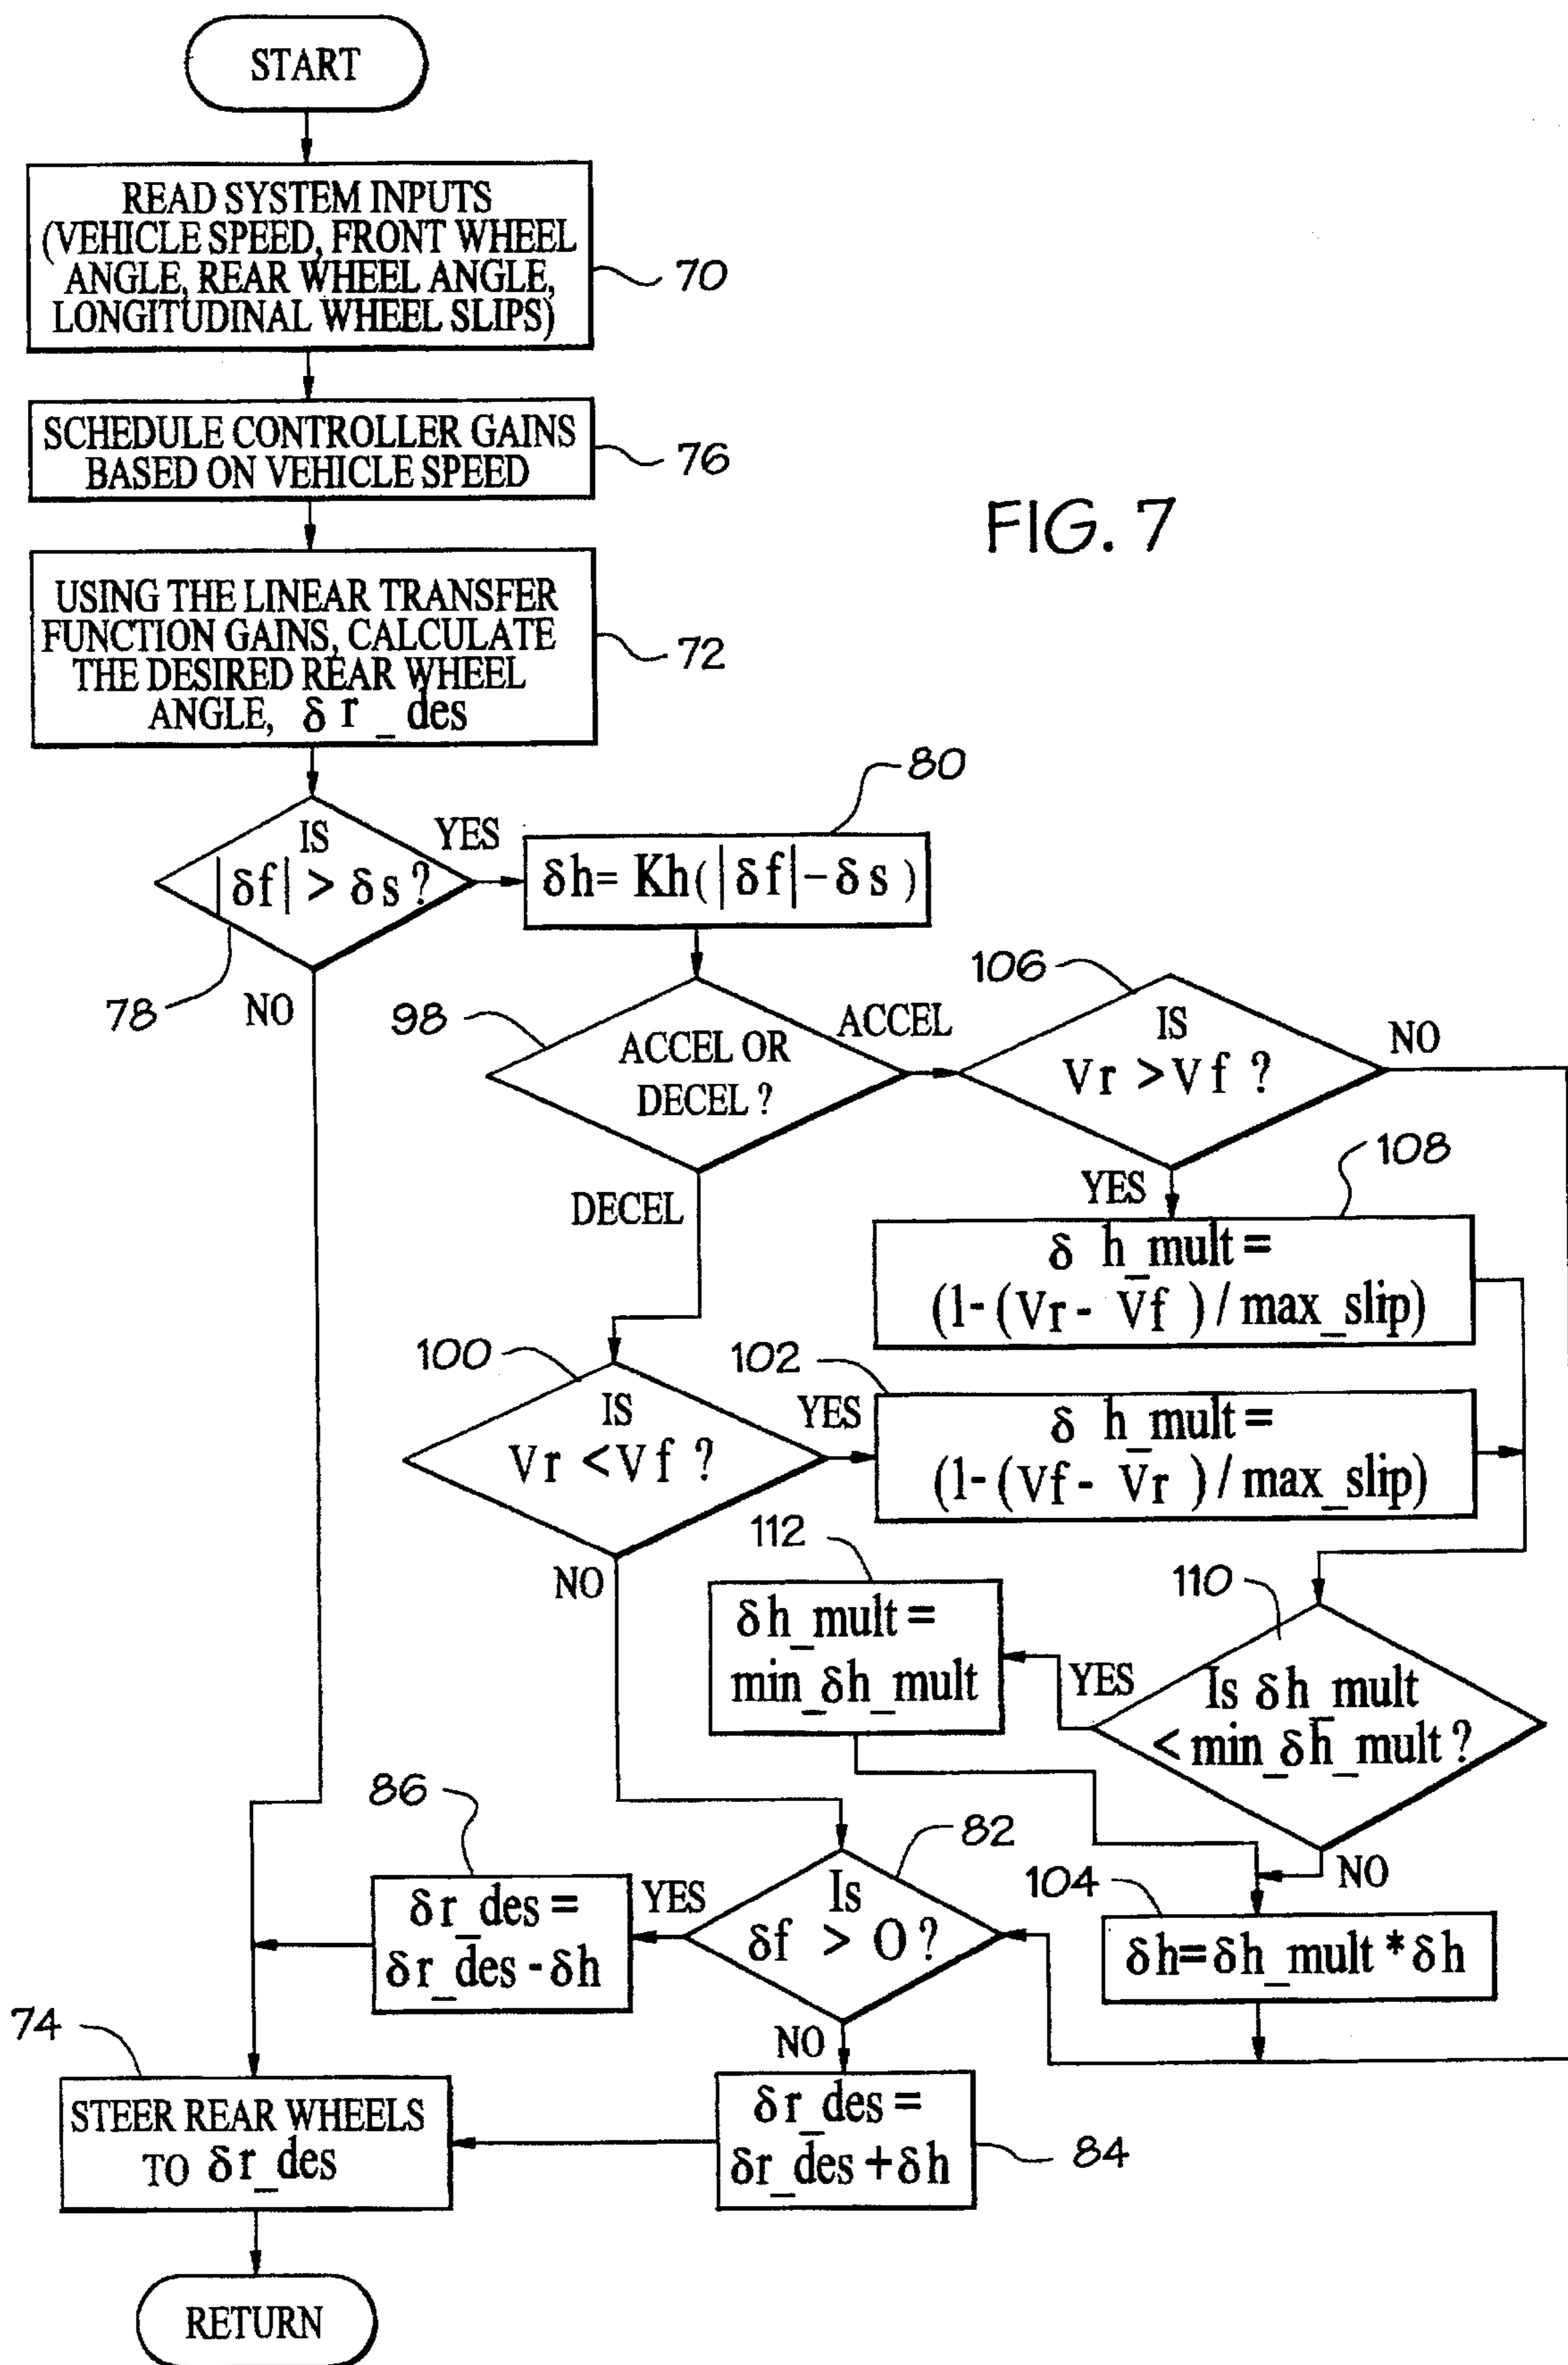 START
READ SYSTEM INPUTS
(VEHICLE SPEED, FRONT WHEEL
ANGLE, REAR WHEEL ANGLE,
LONGITUDINAL WHEEL SLIPS)
70
SCHEDULE CONTROLLER GAINS
BASED ON VEHICLE SPEED
76
FIG. 7
USING THE LINEAR TRANSFER
FUNCTION GAINS, CALCULATE
THE DESIRED REAR WHEEL
ANGLE, δ r _ des
72
IS
|δf| > δs ?
78
YES
NO
80
δh= Kh(|δf|-δs)
98
ACCEL OR
DECEL ?
ACCEL
DECEL
106
IS
Vr >Vf ?
NO
YES
108
δ h_mult =
(1-(Vr- Vf )/max_slip)
100
IS
Vr <Vf ?
YES
NO
102
δ h_mult =
(1-(Vf- Vr )/max_slip)
112
δh_mult =
min_δh_mult
110
Is δh_mult
< min_δh_mult ?
YES
NO
86
δr_des =
δr_des - δh
YES
82
Is
δf > 0 ?
NO
104
δh=δh_mult * δh
74
STEER REAR WHEELS
TO δr_des
δr_des =
δr_des +δh
84
RETURN